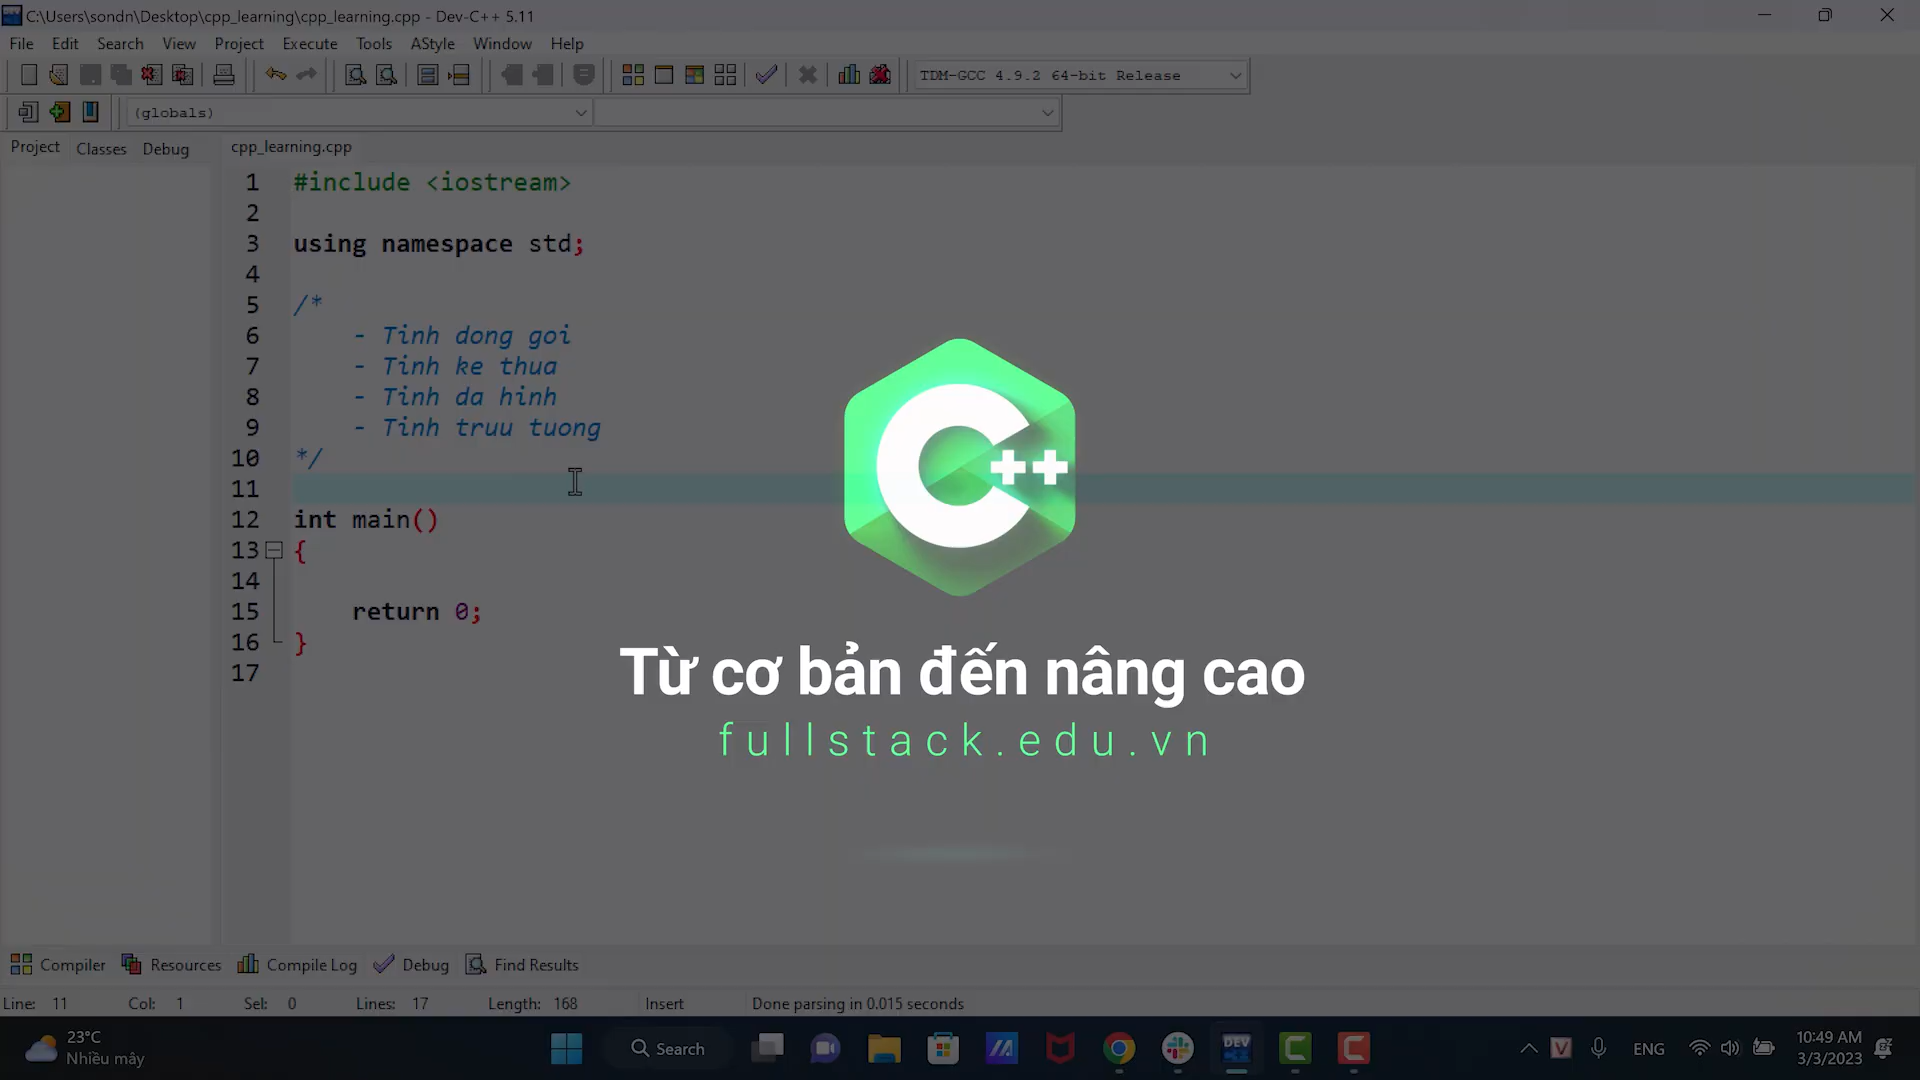 C:\Users\sondn\Desktop\cpp_learning\cpp_learning.cpp - Dev-C++ 5.11
File Edit Search View Project Execute Tools AStyle Window Help
TDM-GCC 4.9.2 64-bit Release
(globals)
Project Classes Debug cpp_learning.cpp
1 #include <iostream>
2
3 using namespace std;
4
5 /*
6 - Tinh dong goi
7 - Tinh ke thua
8 - Tinh da hinh
9 - Tinh truu tuong
10 */
11
12 int main()
13 {
14
15 return 0;
16 }
17
C++
Từ cơ bản đến nâng cao
fullstack.edu.vn
Compiler Resources Compile Log Debug Find Results
Line: 11 Col: 1 Sel: 0 Lines: 17 Length: 168 Insert Done parsing in 0.015 seconds
23°C
Nhiều mây
Search
DEV
ENG
10:49 AM
3/3/2023